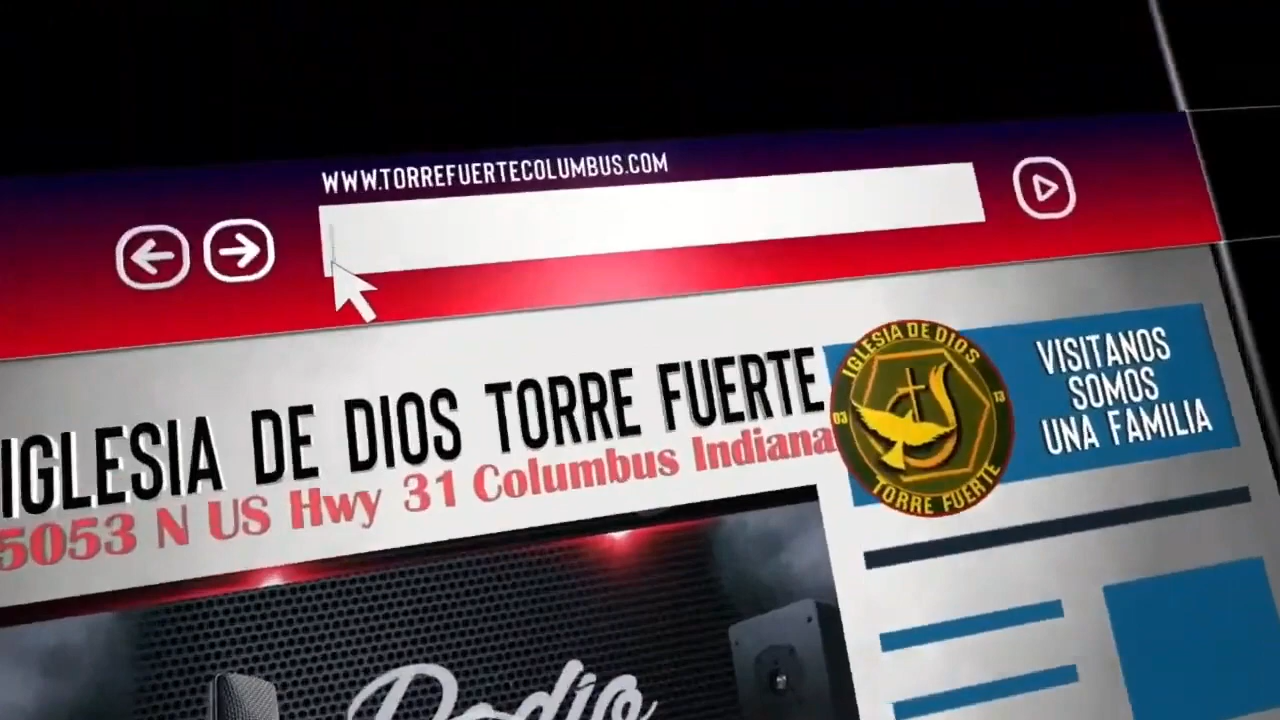 WWW.TORREFUERTECOLUMBUS.COM
IGLESIA DE DIOS TORRE FUERTE
5053 N US Hwy 31 Columbus Indiana
IGLESIA DE DIOS
03 13
TORRE FUERTE
VISITANOS
SOMOS
UNA FAMILIA
Radio